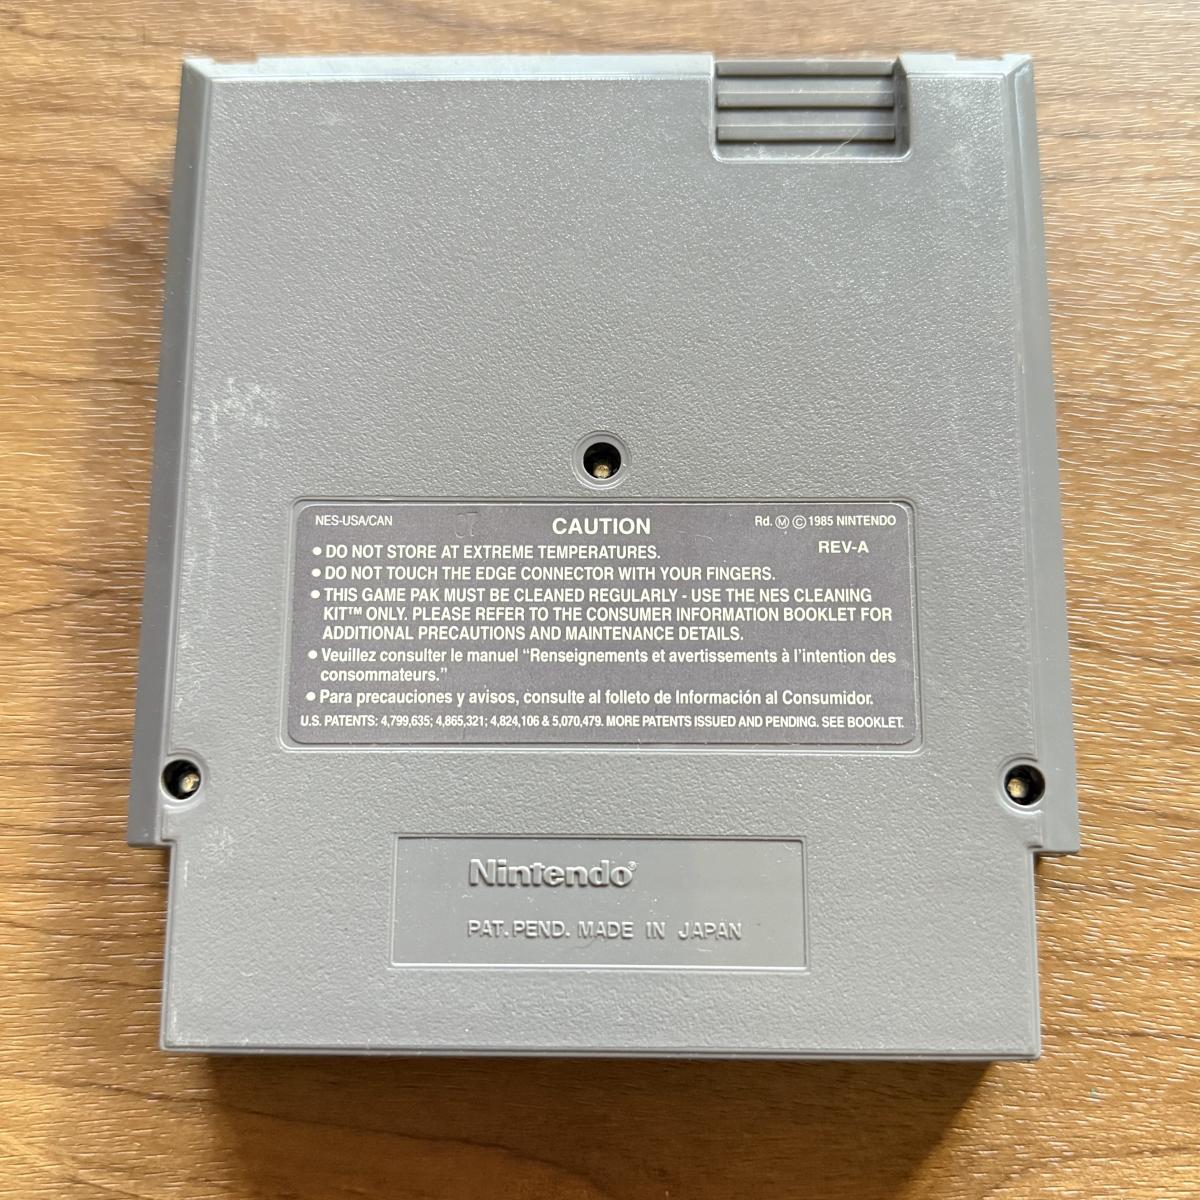 NES-USA/CAN CAUTION Rd. Ⓜ © 1985 NINTENDO
REV-A
• DO NOT STORE AT EXTREME TEMPERATURES.
• DO NOT TOUCH THE EDGE CONNECTOR WITH YOUR FINGERS.
• THIS GAME PAK MUST BE CLEANED REGULARLY - USE THE NES CLEANING
KIT™ ONLY. PLEASE REFER TO THE CONSUMER INFORMATION BOOKLET FOR
ADDITIONAL PRECAUTIONS AND MAINTENANCE DETAILS.
• Veuillez consulter le manuel “Renseignements et avertissements à l’intention des
consommateurs.”
• Para precauciones y avisos, consulte al folleto de Información al Consumidor.
U.S. PATENTS: 4,799,635; 4,865,321; 4,824,106 & 5,070,479. MORE PATENTS ISSUED AND PENDING. SEE BOOKLET.
Nintendo®
PAT. PEND. MADE IN JAPAN